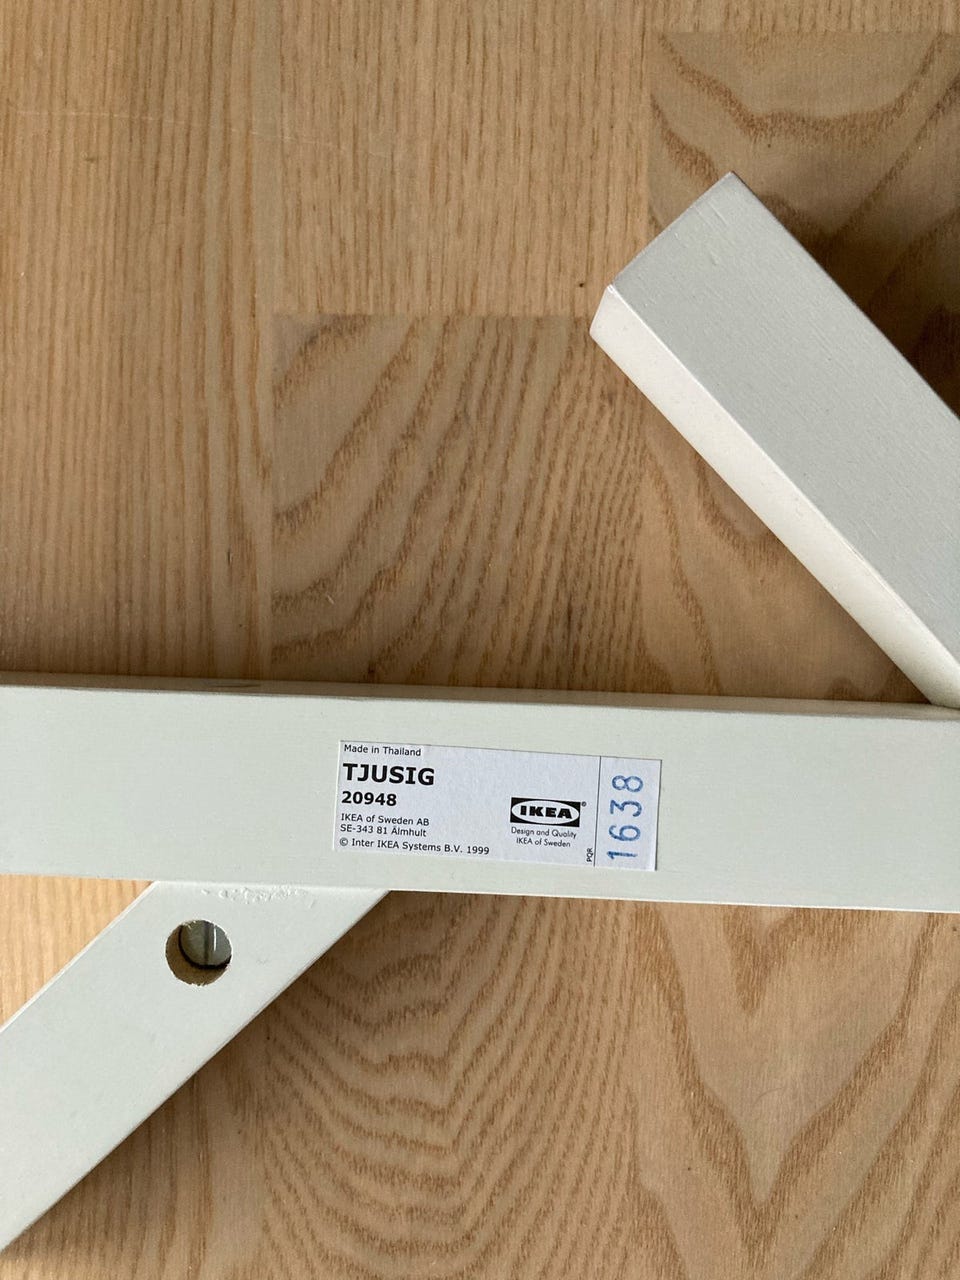 Made in Thailand
TJUSIG
20948
IKEA of Sweden AB
SE-343 81 Älmhult
© Inter IKEA Systems B.V. 1999
IKEA®
Design and Quality
IKEA of Sweden
PQR
1638